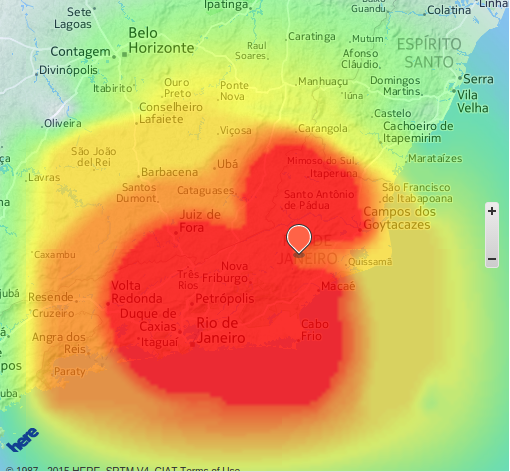 Ipatinga
Sete
Lagoas
Guandu
Colatina
Linha
Belo
Horizonte
Contagem
Raul
Soares
Caratinga
Mutum
Afonso
Cláudio
ESPÍRITO
SANTO
Divinópolis
Itabirito
Ouro
Preto
Ponte
Nova
Manhuaçu
Iúna
Domingos
Martins
Serra
Vila
Velha
Conselheiro
Lafaiete
Castelo
Oliveira
Viçosa
Carangola
Cachoeiro de
Itapemirim
São João
del Rei
Ubá
Mimoso do Sul
Itaperuna
Marataízes
Lavras
Barbacena
Santos
Dumont
Cataguases
Santo Antônio
de Pádua
São Francisco
de Itabapoana
Juiz de
Fora
Campos dos
Goytacazes
DE
JANEIRO
Caxambu
Quissamã
Nova
Friburgo
Três
Rios
Macaé
Resende
Volta
Redonda
Petrópolis
Cruzeiro
Duque de
Caxias
Rio de
Janeiro
Cabo
Frio
Angra dos
Reis
Itaguaí
Paraty
here
+
-
© 1987 - 2015 HERE, SRTM V4, CIAT Terms of Use